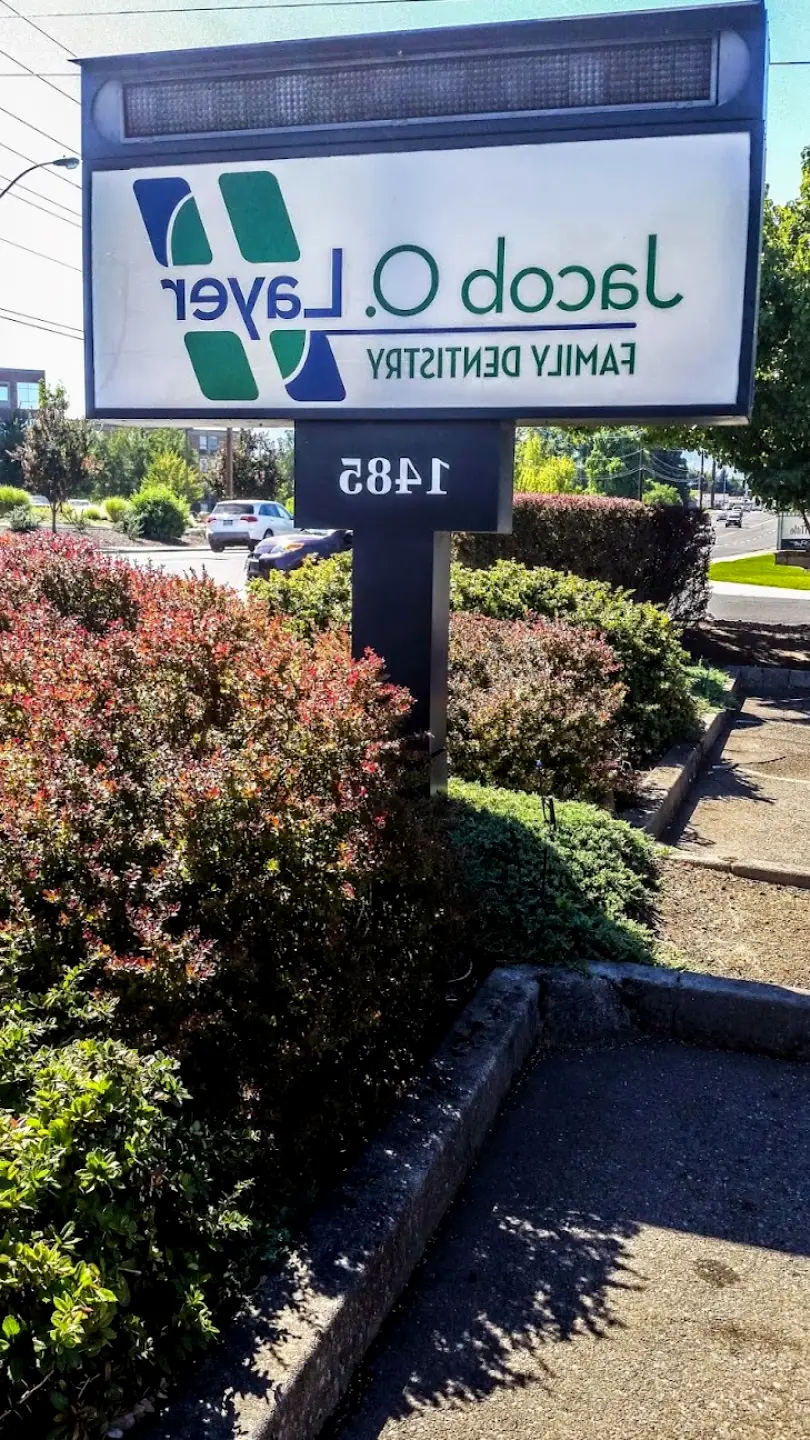 Jacob O. Layer
FAMILY DENTISTRY
1485